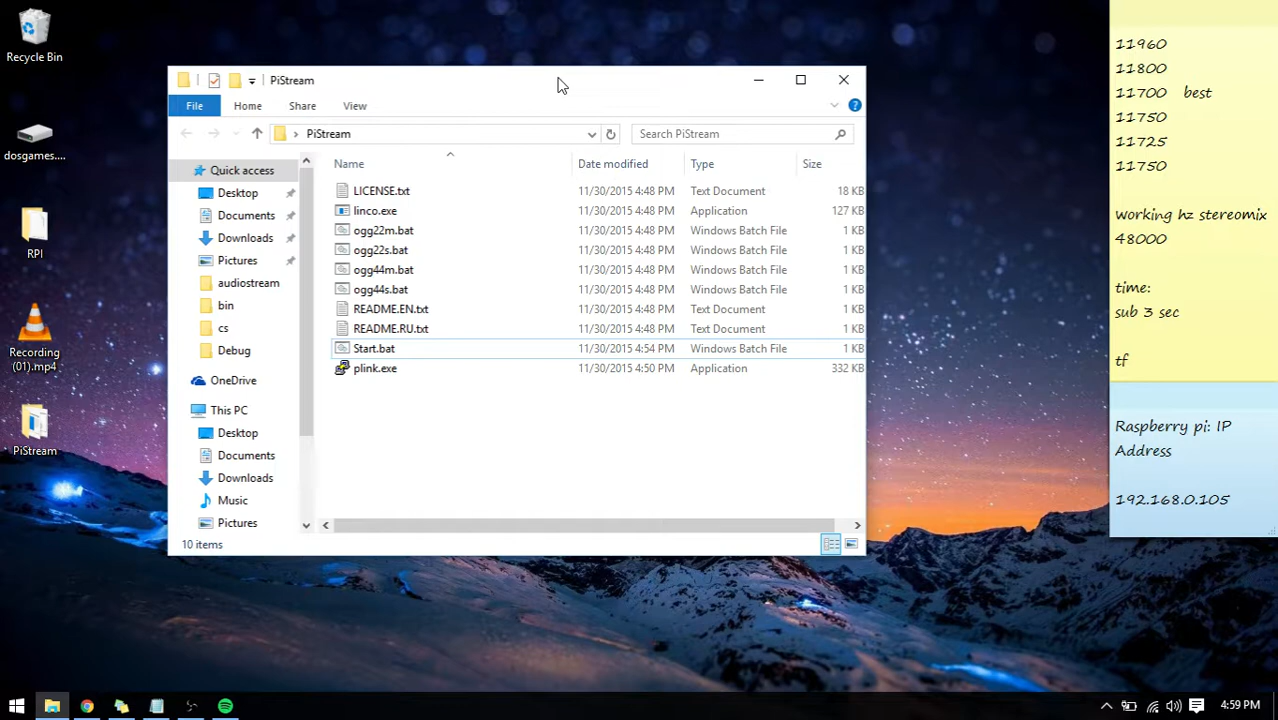 Recycle Bin
dosgames....
RPI
Recording
(01).mp4
PiStream
PiStream
File
Home
Share
View
PiStream
Search PiStream
Quick access
Desktop
Documents
Downloads
Pictures
audiostream
bin
cs
Debug
OneDrive
This PC
Desktop
Documents
Downloads
Music
Pictures
Name Date modified Type Size
LICENSE.txt 11/30/2015 4:48 PM Text Document 18 KB
linco.exe 11/30/2015 4:48 PM Application 127 KB
ogg22m.bat 11/30/2015 4:48 PM Windows Batch File 1 KB
ogg22s.bat 11/30/2015 4:48 PM Windows Batch File 1 KB
ogg44m.bat 11/30/2015 4:48 PM Windows Batch File 1 KB
ogg44s.bat 11/30/2015 4:48 PM Windows Batch File 1 KB
README.EN.txt 11/30/2015 4:48 PM Text Document 1 KB
README.RU.txt 11/30/2015 4:48 PM Text Document 1 KB
Start.bat 11/30/2015 4:54 PM Windows Batch File 1 KB
plink.exe 11/30/2015 4:50 PM Application 332 KB
10 items
11960
11800
11700 best
11750
11725
11750
working hz stereomix
48000
time:
sub 3 sec
tf
Raspberry pi: IP
Address
192.168.0.105
4:59 PM